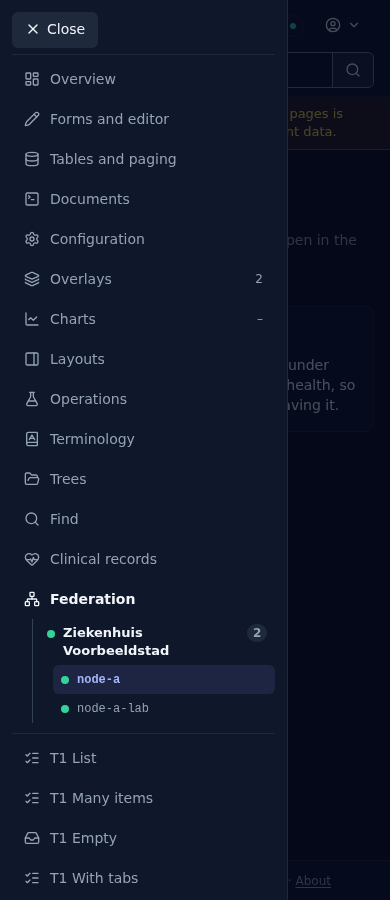 Close
Overview
Forms and editor
Tables and paging
Documents
Configuration
Overlays 2
Charts –
Layouts
Operations
Terminology
Trees
Find
Clinical records
Federation
Ziekenhuis 2
Voorbeeldstad
node-a
node-a-lab
T1 List
T1 Many items
T1 Empty
T1 With tabs
pages is
nt data.
pen in the
under
health, so
aving it.
· About